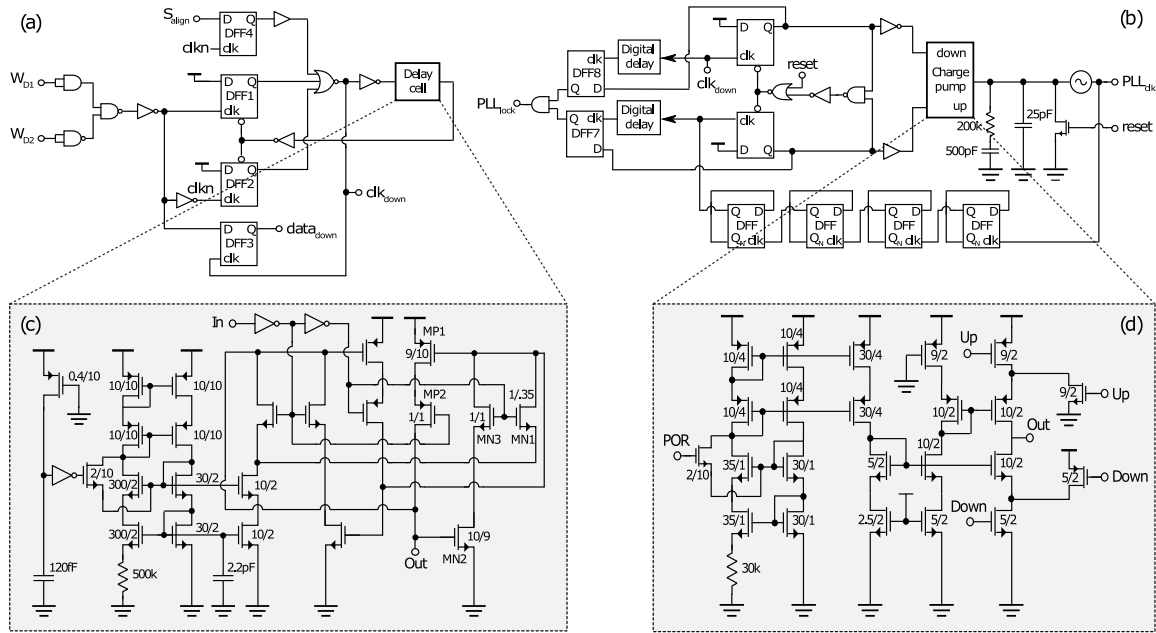 (a)
S_align
D Q
DFF4
clkn
clk
W_D1
W_D2
D Q
DFF1
clk
Delay
cell
D Q
DFF2
clk
clkn
clk_down
D Q
DFF3
clk
data_down
(b)
D Q
clk
clk
DFF8
Q D
Digital
delay
clk_down
reset
PLL_lock
Q clk
DFF7
D
Digital
delay
clk
D Q
down
Charge
pump
up
PLL_clk
200k
500pF
25pF
reset
Q D
DFF
Q_N clk
Q D
DFF
Q_N clk
Q D
DFF
Q_N clk
Q D
DFF
Q_N clk
(c)
In
MP1
9/10
0.4/10
10/10
10/10
10/10
10/10
MP2
1/1
1/1
MN3
1/.35
MN1
2/10
300/2
30/2
10/2
300/2
30/2
10/2
10/9
MN2
Out
120fF
500k
2.2pF
(d)
10/4
10/4
30/4
9/2
Up
9/2
10/4
10/4
30/4
10/2
10/2
9/2
Up
POR
2/10
35/1
30/1
5/2
10/2
10/2
Out
Down
5/2
35/1
30/1
2.5/2
5/2
Down
5/2
30k